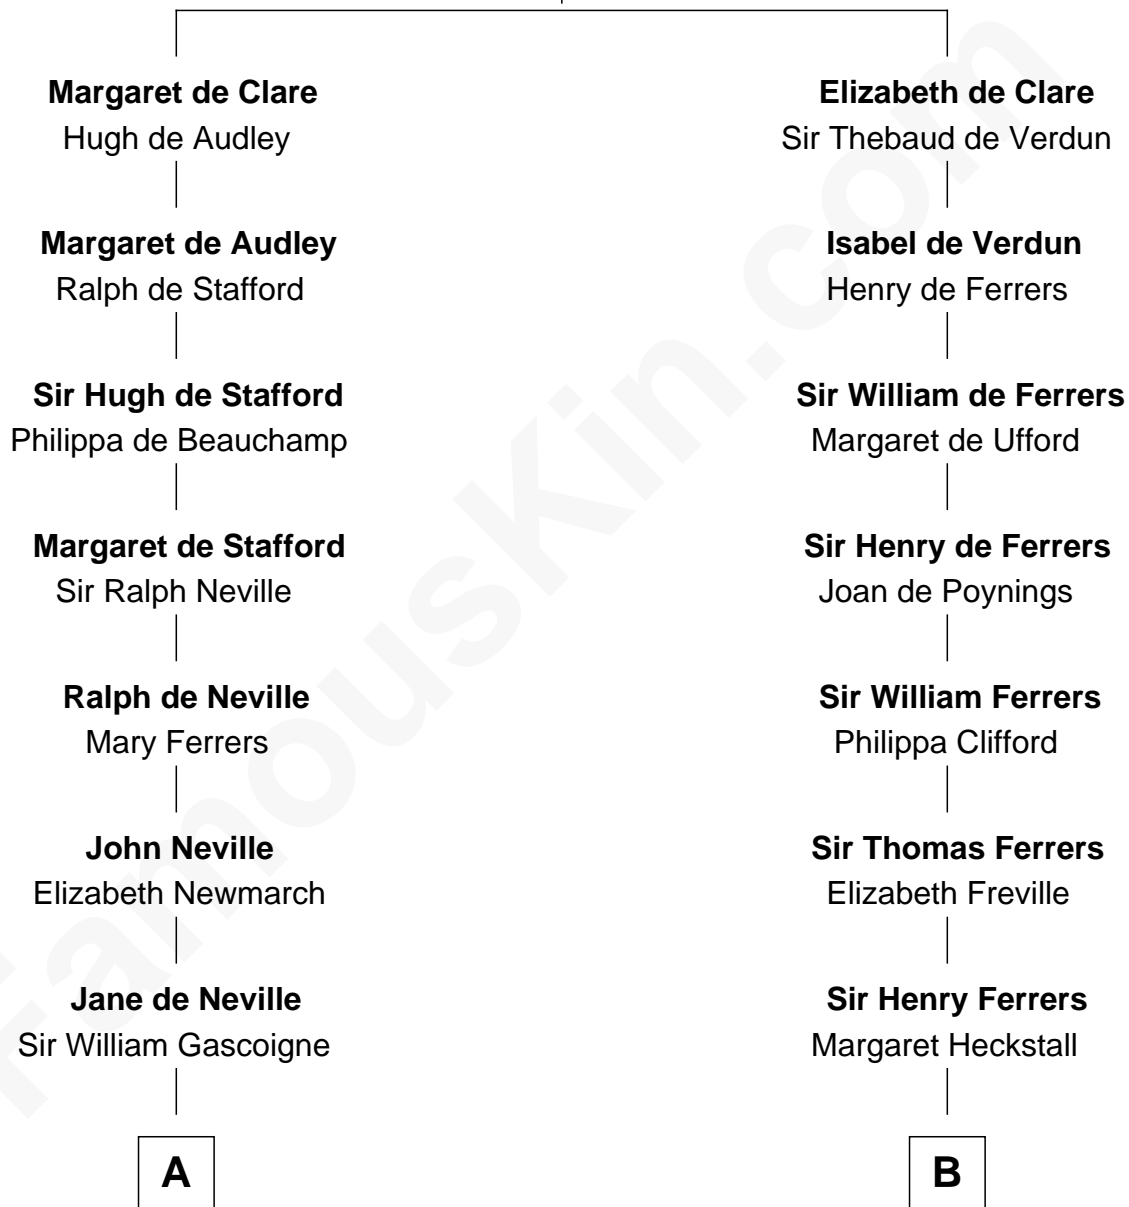 Margaret de Clare
Hugh de Audley
Margaret de Audley
Ralph de Stafford
Sir Hugh de Stafford
Philippa de Beauchamp
Margaret de Stafford
Sir Ralph Neville
Ralph de Neville
Mary Ferrers
John Neville
Elizabeth Newmarch
Jane de Neville
Sir William Gascoigne
A
Elizabeth de Clare
Sir Thebaud de Verdun
Isabel de Verdun
Henry de Ferrers
Sir William de Ferrers
Margaret de Ufford
Sir Henry de Ferrers
Joan de Poynings
Sir William Ferrers
Philippa Clifford
Sir Thomas Ferrers
Elizabeth Freville
Sir Henry Ferrers
Margaret Heckstall
B
FamousKin.com